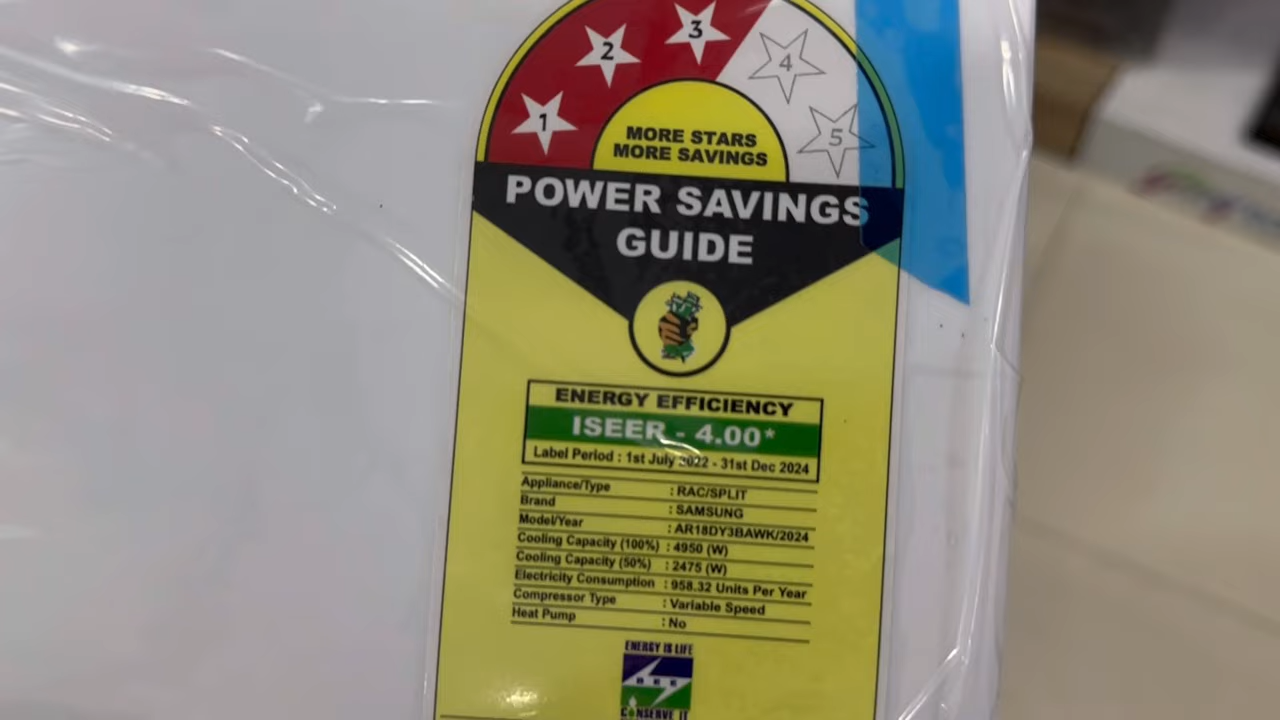 1 2 3 4 5
MORE STARS
MORE SAVINGS
POWER SAVINGS
GUIDE
ENERGY EFFICIENCY
ISEER - 4.00*
Label Period : 1st July 2022 - 31st Dec 2024
Appliance/Type : RAC/SPLIT
Brand : SAMSUNG
Model/Year : AR18DY3BAWK/2024
Cooling Capacity (100%) : 4950 (W)
Cooling Capacity (50%) : 2475 (W)
Electricity Consumption : 958.32 Units Per Year
Compressor Type : Variable Speed
Heat Pump : No
ENERGY IS LIFE
BEE
CONSERVE IT